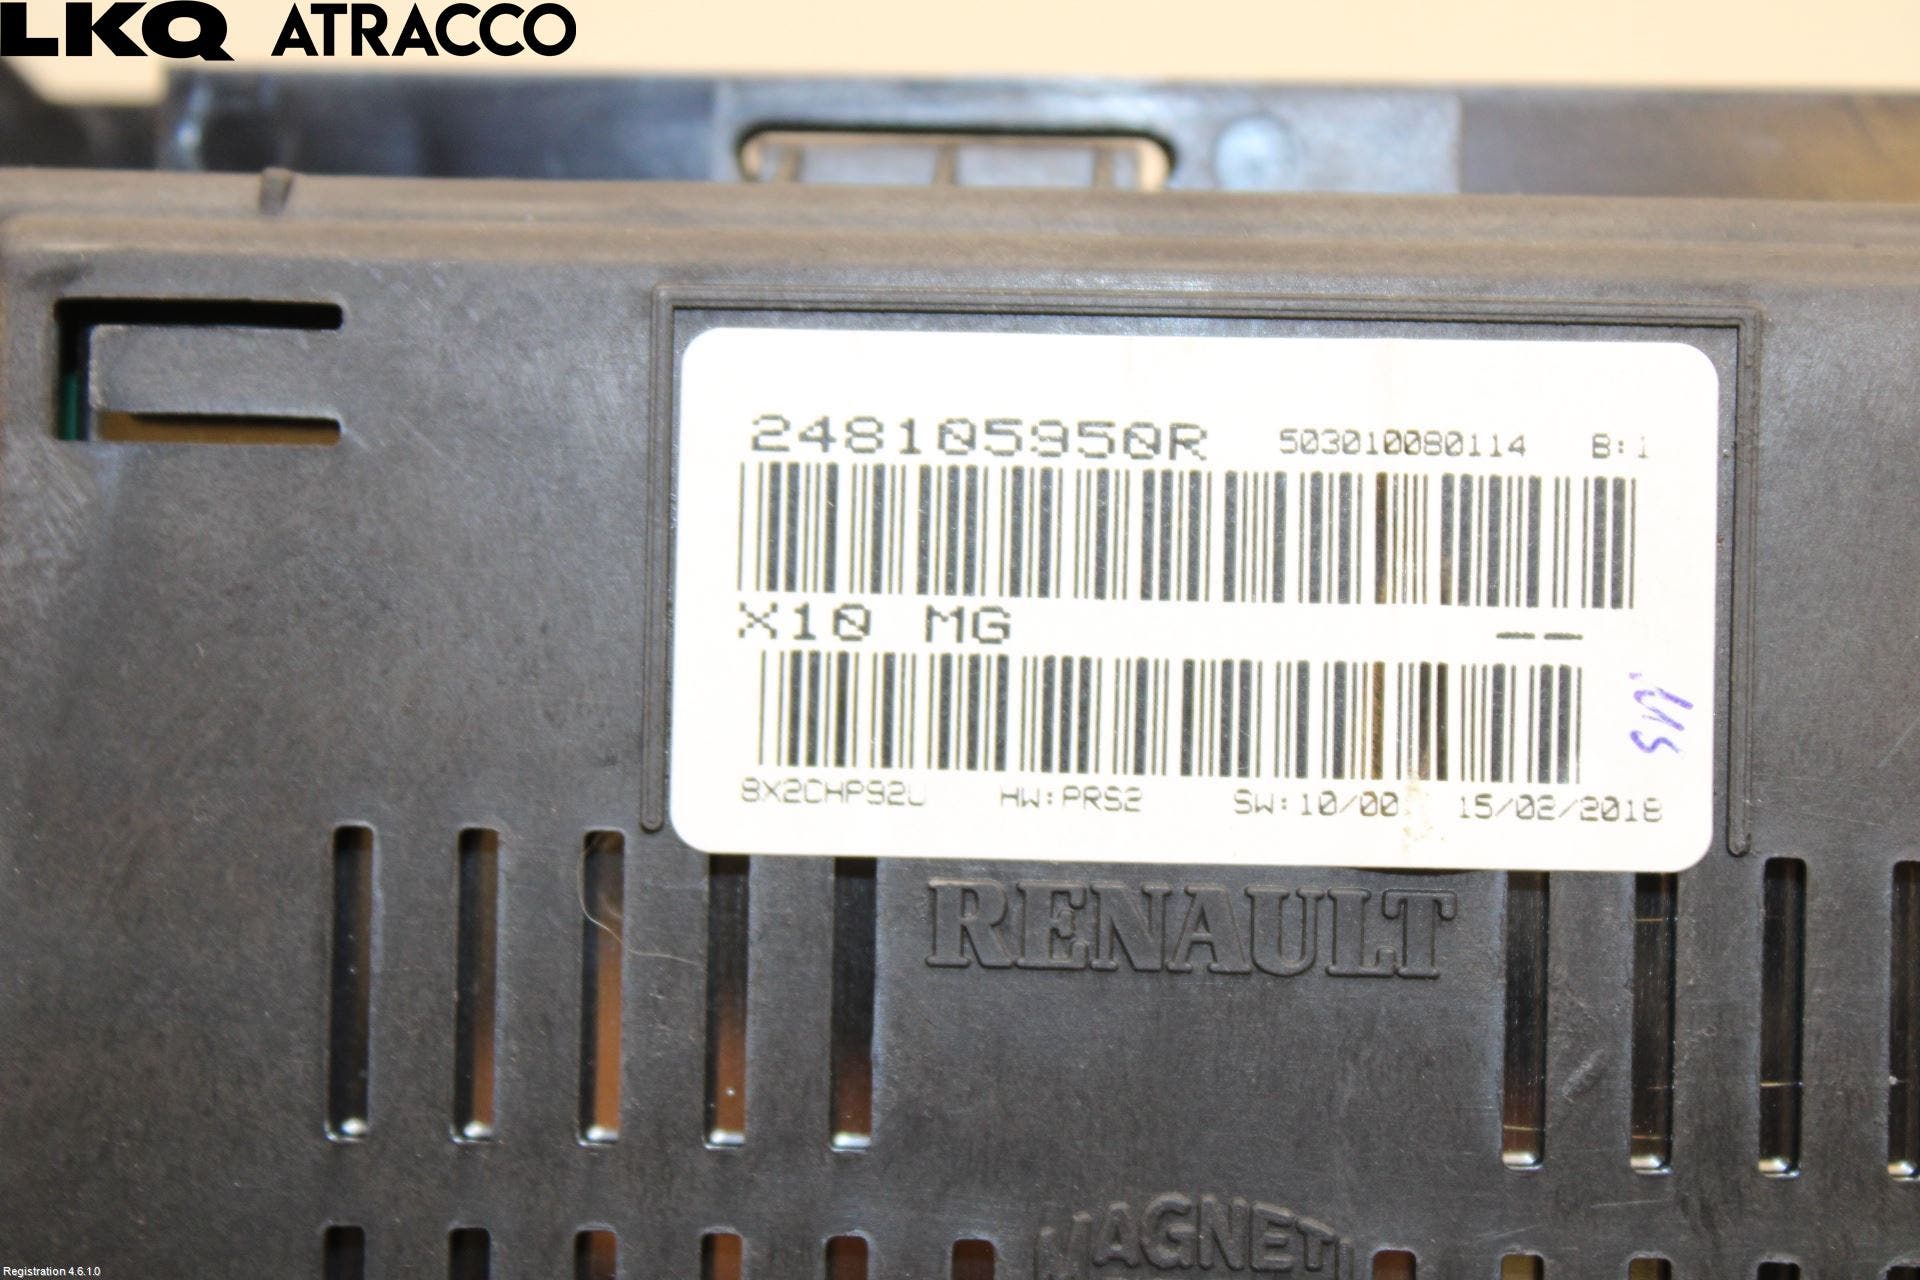 LKQ ATRACCO
248105950R 503010080114 B:1
X10 MG --
8X2CHP92U HW:PRS2 SW:10/00 15/02/2018
RENAULT
MAGNETI
Registration 4.6.1.0